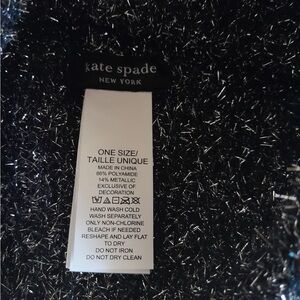 kate spade
NEW YORK
ONE SIZE/
TAILLE UNIQUE
MADE IN CHINA
86% POLYAMIDE
14% METALLIC
EXCLUSIVE OF
DECORATION
HAND WASH COLD
WASH SEPARATELY
ONLY NON-CHLORINE
BLEACH IF NEEDED
RESHAPE AND LAY FLAT
TO DRY
DO NOT IRON
DO NOT DRY CLEAN